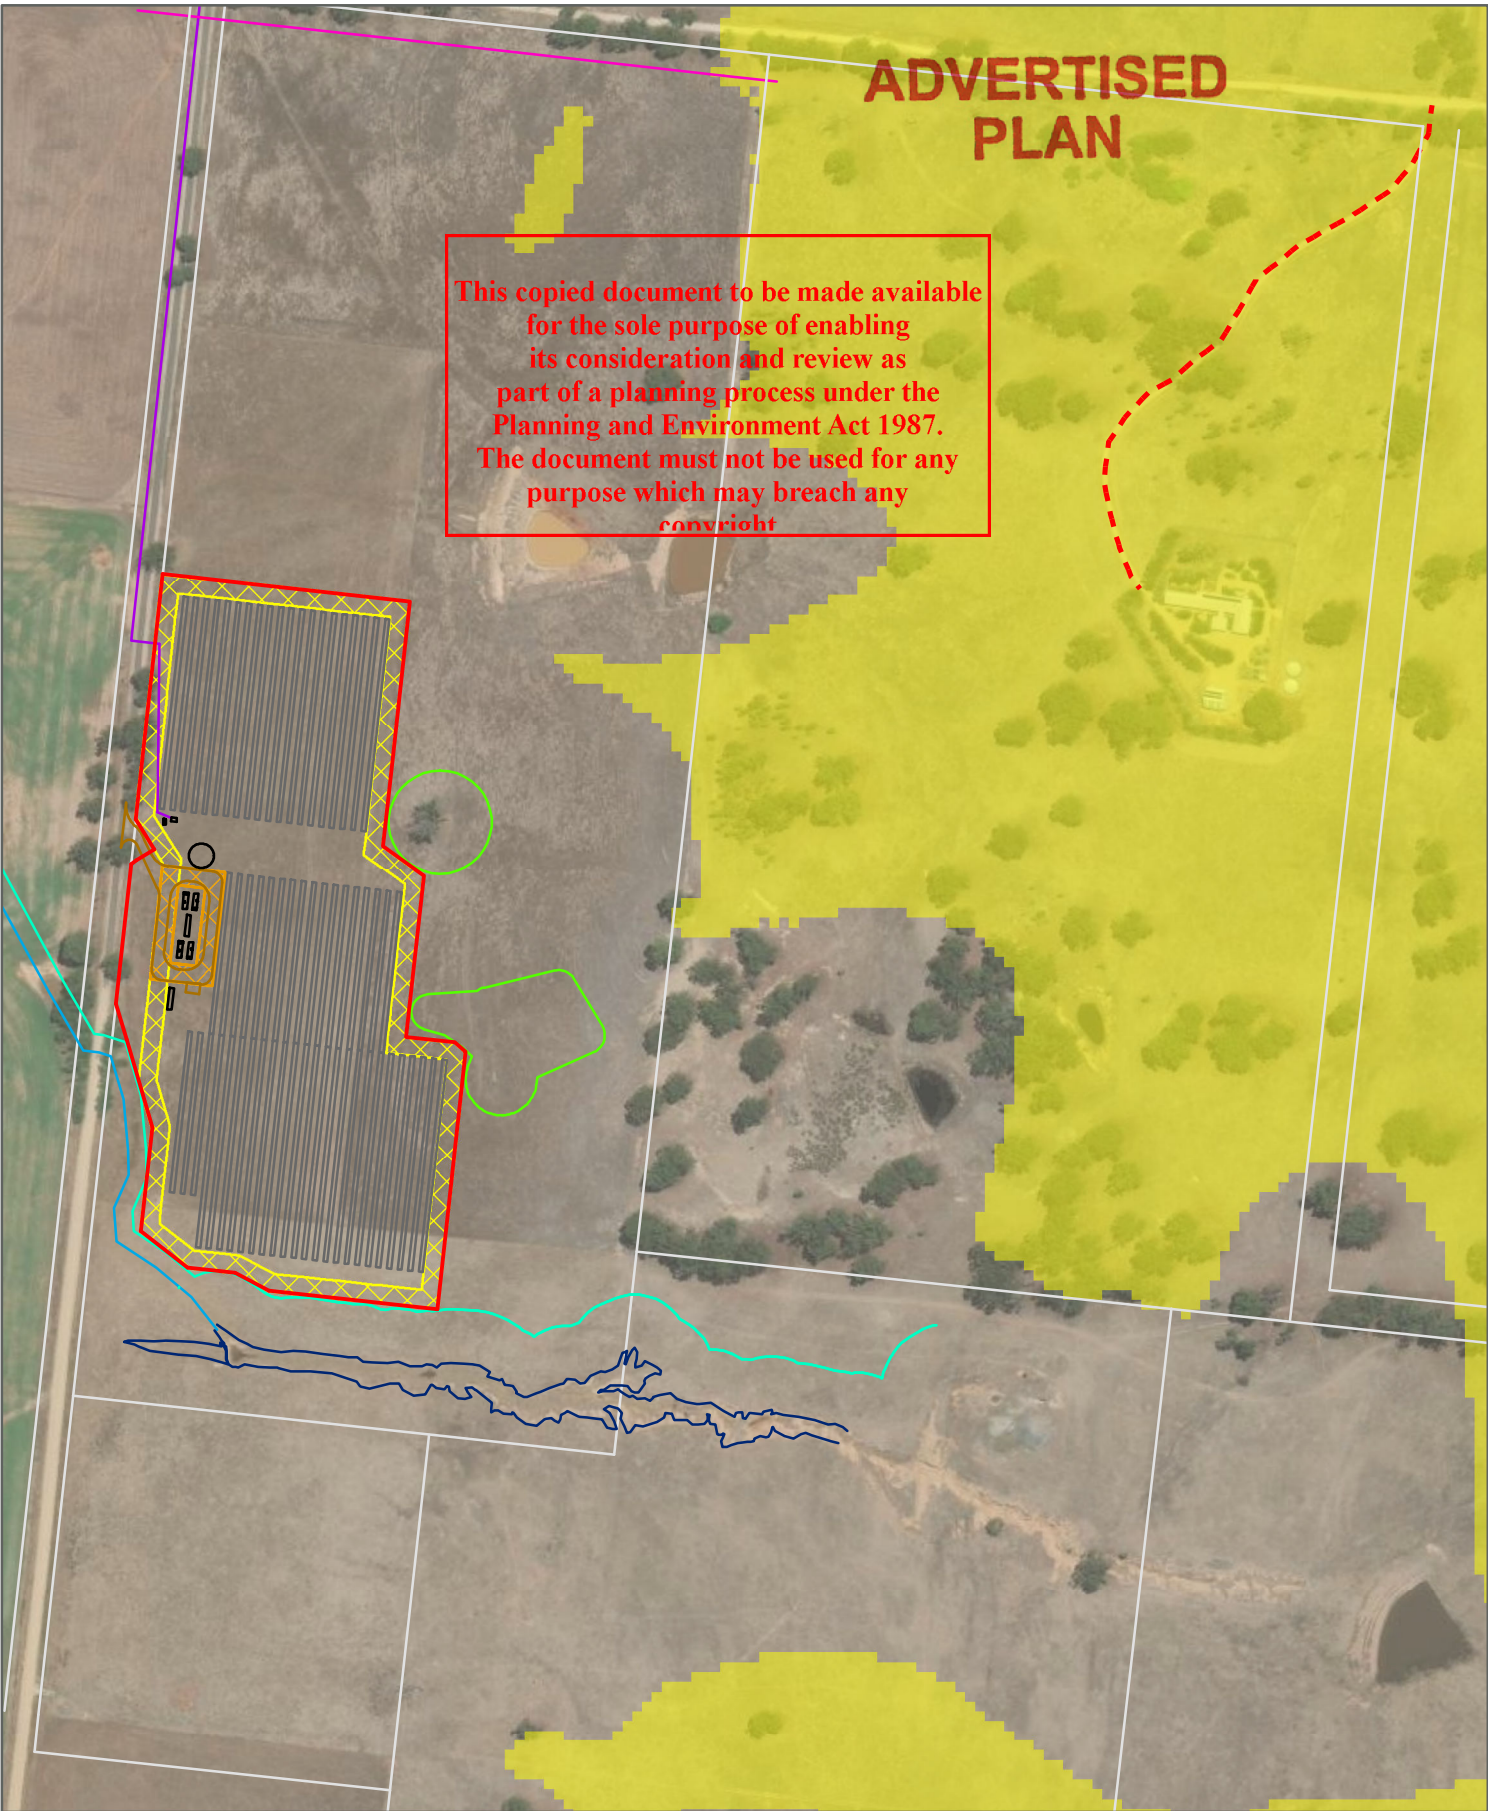 ADVERTISED
PLAN
This copied document to be made available
for the sole purpose of enabling
its consideration and review as
part of a planning process under the
Planning and Environment Act 1987.
The document must not be used for any
purpose which may breach any
copyright